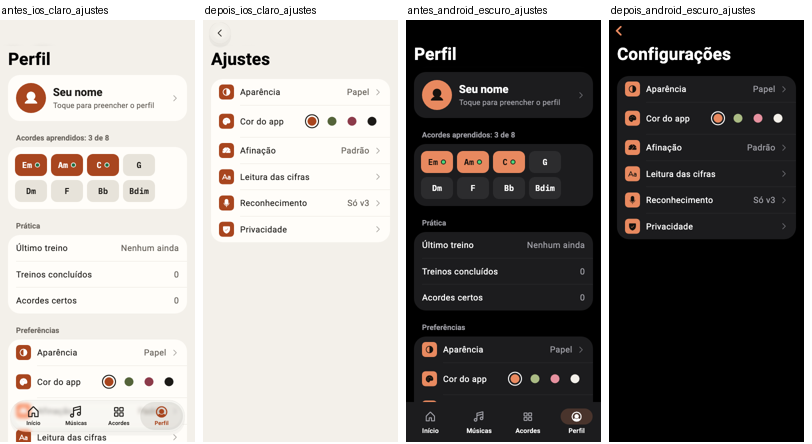 antes_ios_claro_ajustes
Perfil
Seu nome
Toque para preencher o perfil
Acordes aprendidos: 3 de 8
Em Am C G
Dm F Bb Bdim
Prática
Último treino Nenhum ainda
Treinos concluídos 0
Acordes certos 0
Preferências
Aparência Papel
Cor do app
Aa Leitura das cifras
Início Músicas Acordes Perfil
depois_ios_claro_ajustes
Ajustes
Aparência Papel
Cor do app
Afinação Padrão
Aa Leitura das cifras
Reconhecimento Só v3
Privacidade
antes_android_escuro_ajustes
Perfil
Seu nome
Toque para preencher o perfil
Acordes aprendidos: 3 de 8
Em Am C G
Dm F Bb Bdim
Prática
Último treino Nenhum ainda
Treinos concluídos 0
Acordes certos 0
Preferências
Aparência Papel
Cor do app
Início Músicas Acordes Perfil
depois_android_escuro_ajustes
Configurações
Aparência Papel
Cor do app
Afinação Padrão
Aa Leitura das cifras
Reconhecimento Só v3
Privacidade